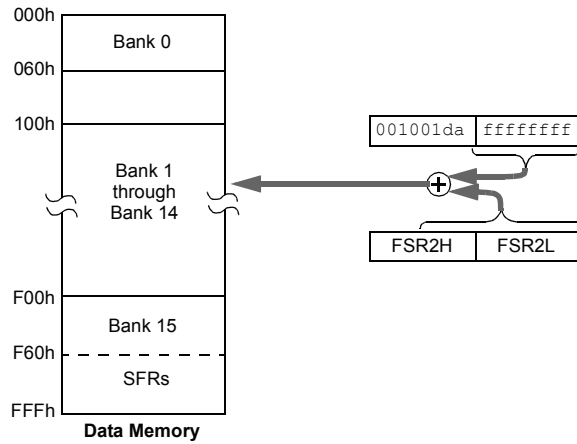 000h
Bank 0
060h
100h
001001da ffffffff
Bank 1
through
Bank 14
FSR2H FSR2L
F00h
Bank 15
F60h
SFRs
FFFh
Data Memory